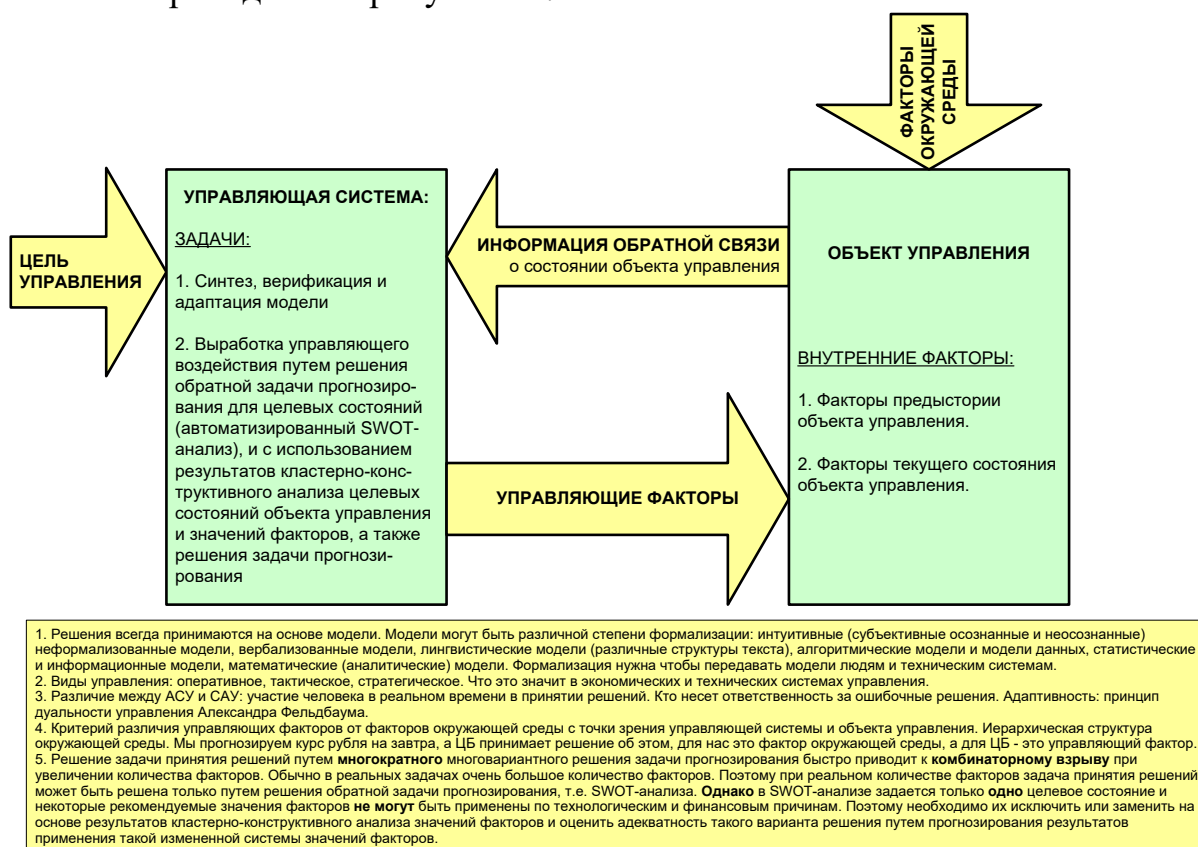 ФАКТОРЫ
ОКРУЖАЮЩЕЙ
СРЕДЫ
ЦЕЛЬ
УПРАВЛЕНИЯ
УПРАВЛЯЮЩАЯ СИСТЕМА:
ЗАДАЧИ:
1. Синтез, верификация и
адаптация модели
2. Выработка управляющего
воздействия путем решения
обратной задачи прогнозиро-
вания для целевых состояний
(автоматизированный SWOT-
анализ), и с использованием
результатов кластерно-конс-
труктивного анализа целевых
состояний объекта управления
и значений факторов, а также
решения задачи прогнози-
рования
ИНФОРМАЦИЯ ОБРАТНОЙ СВЯЗИ
о состоянии объекта управления
УПРАВЛЯЮЩИЕ ФАКТОРЫ
ОБЪЕКТ УПРАВЛЕНИЯ
ВНУТРЕННИЕ ФАКТОРЫ:
1. Факторы предыстории
объекта управления.
2. Факторы текущего состояния
объекта управления.
1. Решения всегда принимаются на основе модели. Модели могут быть различной степени формализации: интуитивные (субъективные осознанные и неосознанные)
неформализованные модели, вербализованные модели, лингвистические модели (различные структуры текста), алгоритмические модели и модели данных, статистические
и информационные модели, математические (аналитические) модели. Формализация нужна чтобы передавать модели людям и техническим системам.
2. Виды управления: оперативное, тактическое, стратегическое. Что это значит в экономических и технических системах управления.
3. Различие между АСУ и САУ: участие человека в реальном времени в принятии решений. Кто несет ответственность за ошибочные решения. Адаптивность: принцип
дуальности управления Александра Фельдбаума.
4. Критерий различия управляющих факторов от факторов окружающей среды с точки зрения управляющей системы и объекта управления. Иерархическая структура
окружающей среды. Мы прогнозируем курс рубля на завтра, а ЦБ принимает решение об этом, для нас это фактор окружающей среды, а для ЦБ - это управляющий фактор.
5. Решение задачи принятия решений путем многократного многовариантного решения задачи прогнозирования быстро приводит к комбинаторному взрыву при
увеличении количества факторов. Обычно в реальных задачах очень большое количество факторов. Поэтому при реальном количестве факторов задача принятия решений
может быть решена только путем решения обратной задачи прогнозирования, т.е. SWOT-анализа. Однако в SWOT-анализе задается только одно целевое состояние и
некоторые рекомендуемые значения факторов не могут быть применены по технологическим и финансовым причинам. Поэтому необходимо их исключить или заменить на
основе результатов кластерно-конструктивного анализа значений факторов и оценить адекватность такого варианта решения путем прогнозирования результатов
применения такой измененной системы значений факторов.